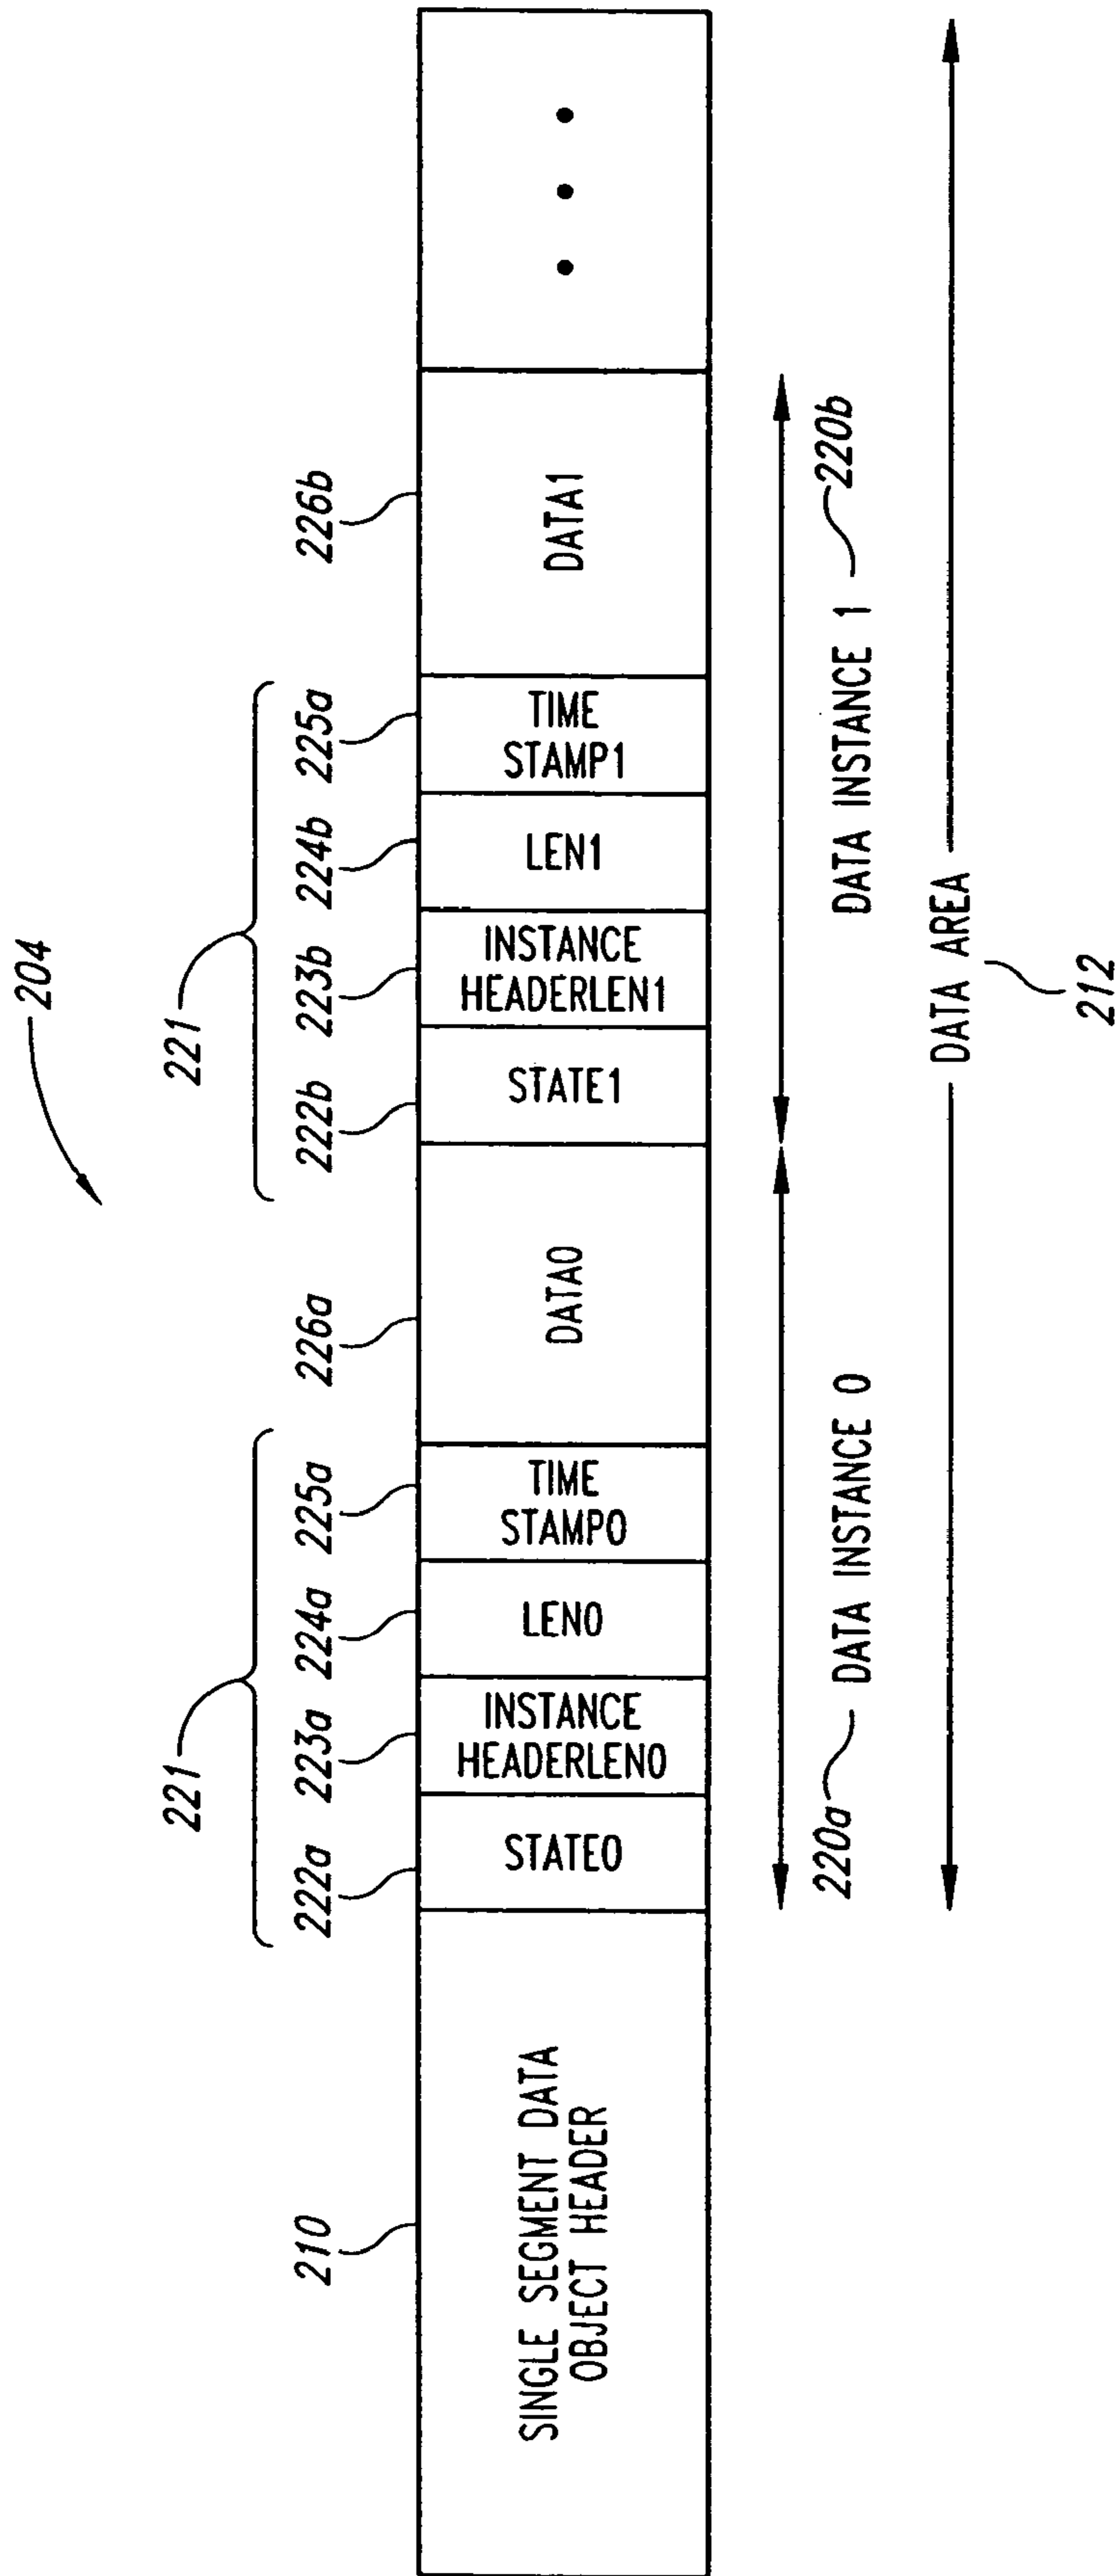 204
221
221
210
222a
223a
224a
225a
226a
222b
223b
224b
225a
226b
SINGLE SEGMENT DATA
OBJECT HEADER
STATE0
INSTANCE
HEADERLEN0
LEN0
TIME
STAMP0
DATA0
STATE1
INSTANCE
HEADERLEN1
LEN1
TIME
STAMP1
DATA1
• • •
220a DATA INSTANCE 0
DATA INSTANCE 1 220b
DATA AREA
212